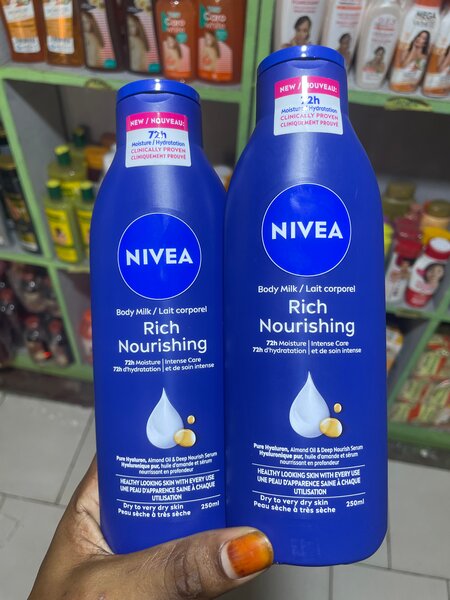 Caro
White
Caro
White
NEW / NOUVEAU:
72h
Moisture / Hydratation
CLINICALLY PROVEN
CLINIQUEMENT PROUVÉ
NIVEA
Body Milk / Lait corporel
Rich
Nourishing
72h Moisture | Intense Care
72h d'hydratation | et de soin intense
Pure Hyaluron, Almond Oil & Deep Nourish Serum
Hyaluronique pur, huile d'amande et sérum
nourrissant en profondeur
HEALTHY LOOKING SKIN WITH EVERY USE
UNE PEAU D'APPARENCE SAINE À CHAQUE
UTILISATION
Dry to very dry skin
Peau sèche à très sèche
250ml
NEW / NOUVEAU:
72h
Moisture / Hydratation
CLINICALLY PROVEN
CLINIQUEMENT PROUVÉ
NIVEA
Body Milk / Lait corporel
Rich
Nourishing
72h Moisture | Intense Care
72h d'hydratation | et de soin intense
Pure Hyaluron, Almond Oil & Deep Nourish Serum
Hyaluronique pur, huile d'amande et sérum
nourrissant en profondeur
HEALTHY LOOKING SKIN WITH EVERY USE
UNE PEAU D'APPARENCE SAINE À CHAQUE
UTILISATION
Dry to very dry skin
Peau sèche à très sèche
250ml